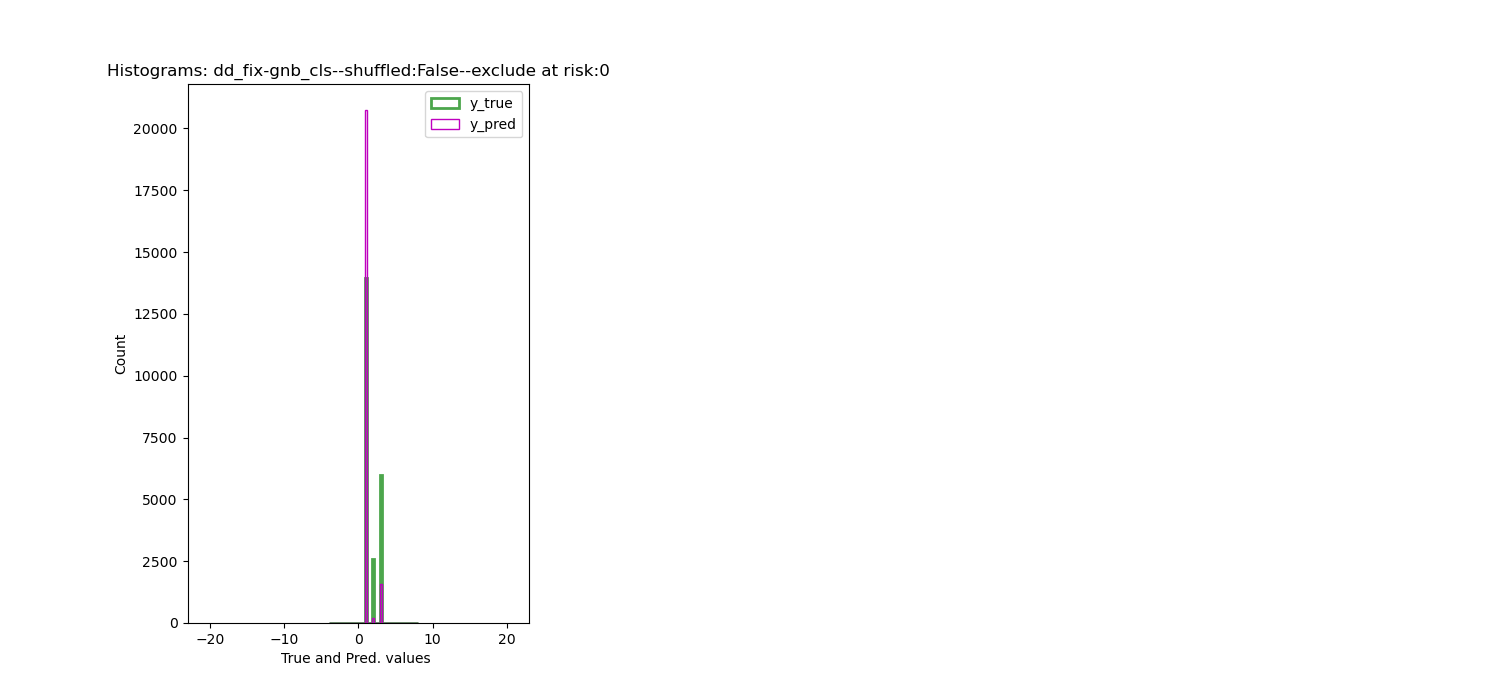 Histograms: dd_fix-gnb_cls--shuffled:False--exclude at risk:0
y_true
y_pred
20000
17500
15000
12500
10000
7500
5000
2500
0
Count
−20 −10 0 10 20
True and Pred. values